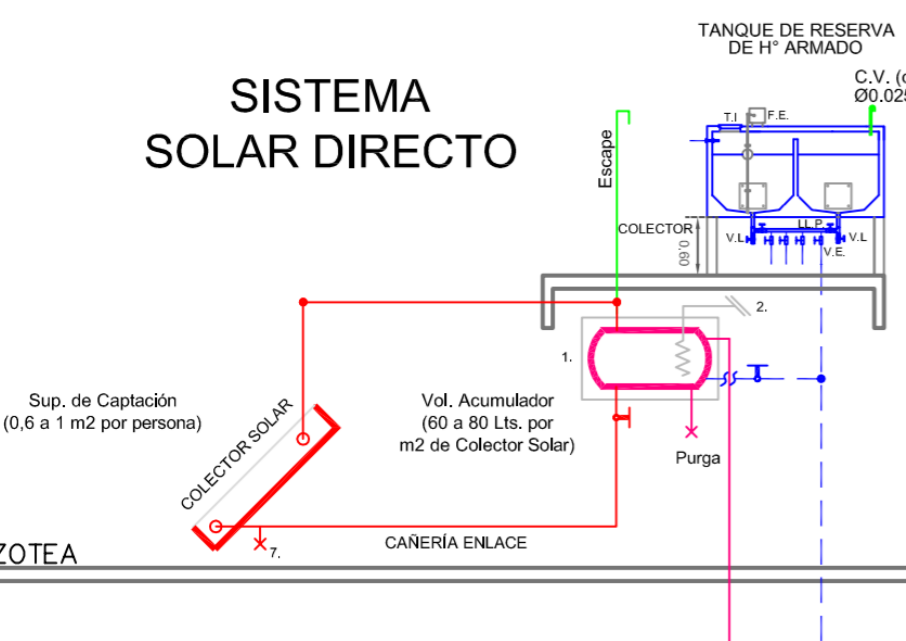 TANQUE DE RESERVA
DE H° ARMADO
C.V. (
Ø0.025
SISTEMA
SOLAR DIRECTO
T.I
F.E.
Escape
COLECTOR
0,60
LL.P.
V.L
V.L
V.E.
2.
1.
Sup. de Captación
(0,6 a 1 m2 por persona)
COLECTOR SOLAR
Vol. Acumulador
(60 a 80 Lts. por
m2 de Colector Solar)
Purga
7.
CAÑERÍA ENLACE
ZOTEA